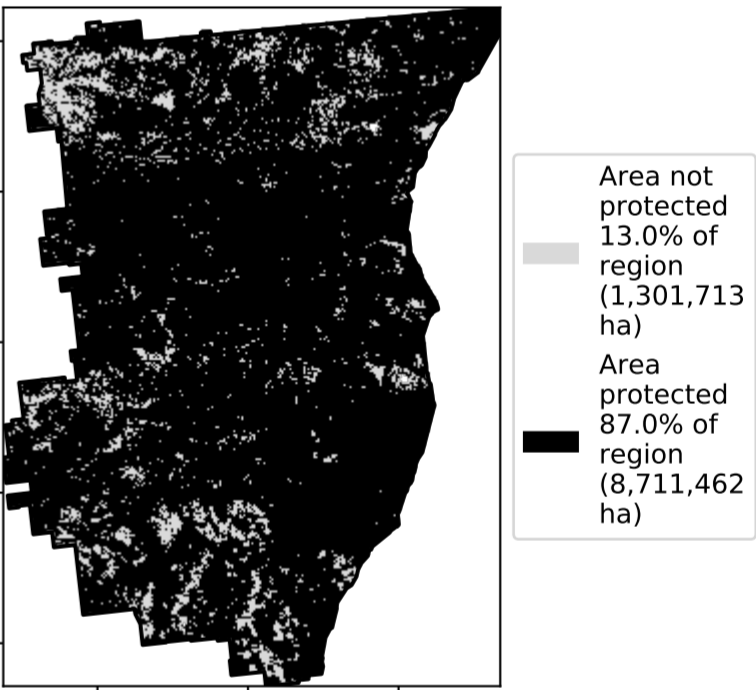 Area not
protected
13.0% of
region
(1,301,713
ha)
Area
protected
87.0% of
region
(8,711,462
ha)